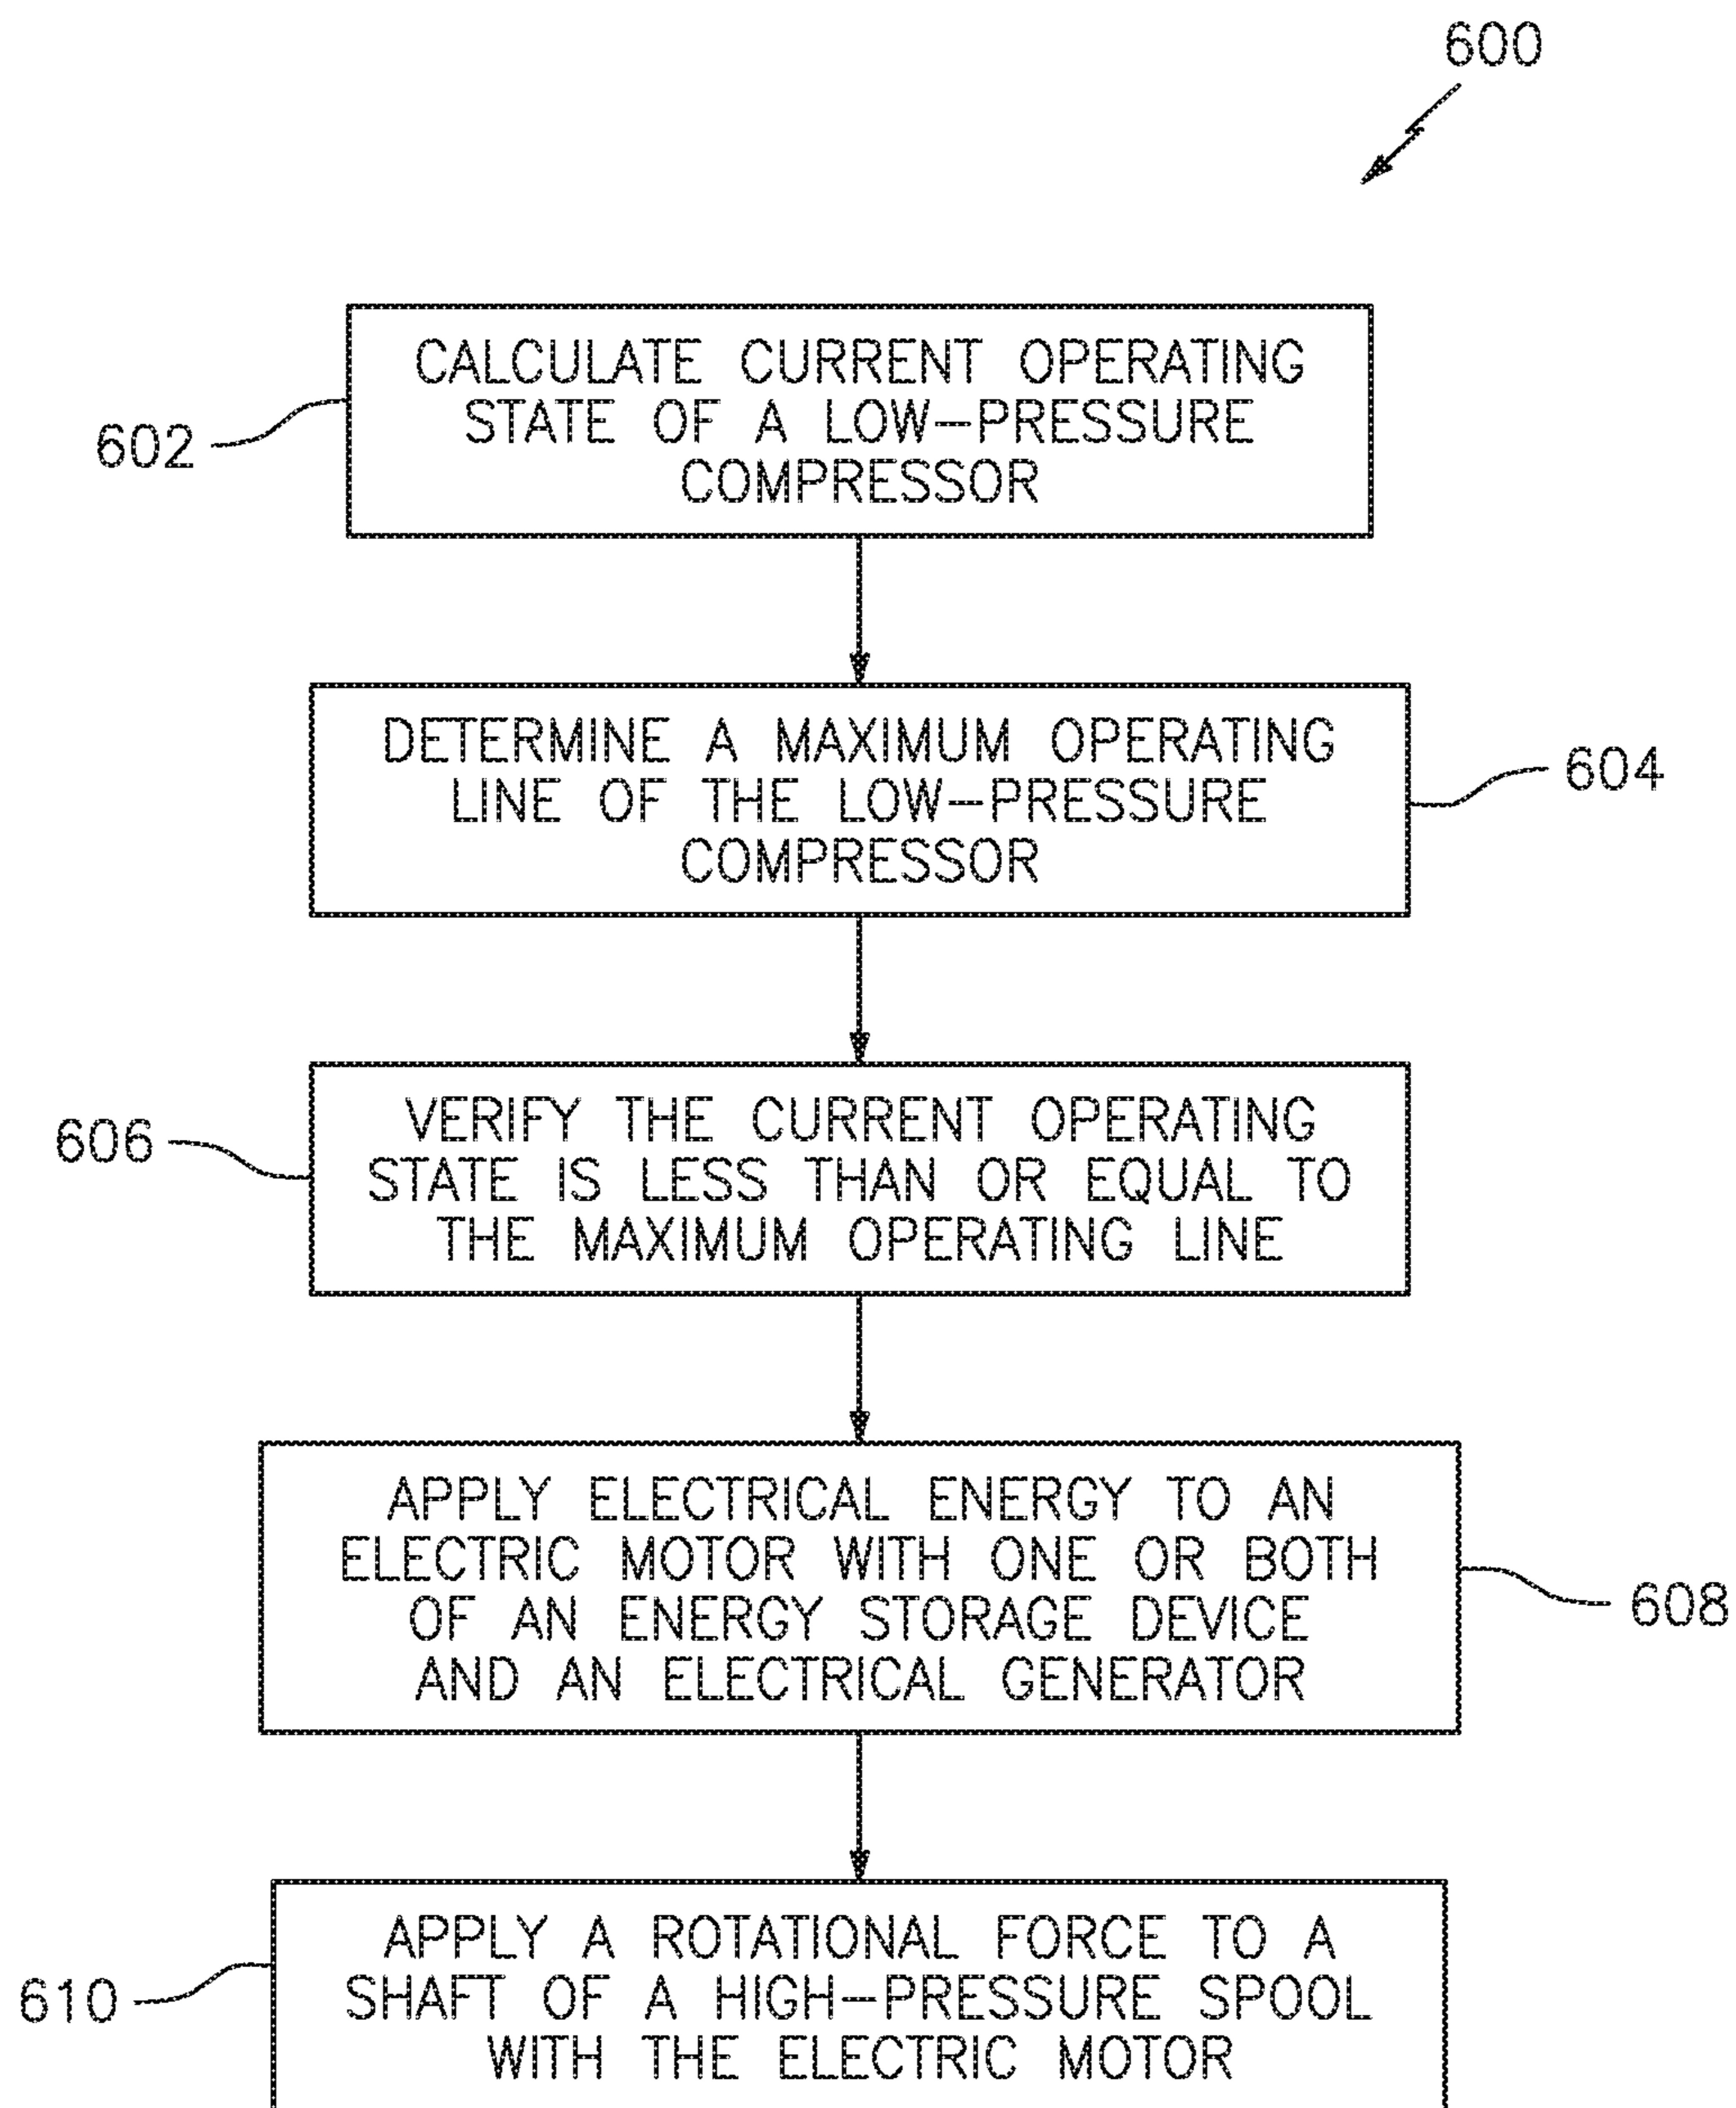 600
602
CALCULATE CURRENT OPERATING
STATE OF A LOW-PRESSURE
COMPRESSOR
DETERMINE A MAXIMUM OPERATING
LINE OF THE LOW-PRESSURE
COMPRESSOR
604
606
VERIFY THE CURRENT OPERATING
STATE IS LESS THAN OR EQUAL TO
THE MAXIMUM OPERATING LINE
APPLY ELECTRICAL ENERGY TO AN
ELECTRIC MOTOR WITH ONE OR BOTH
OF AN ENERGY STORAGE DEVICE
AND AN ELECTRICAL GENERATOR
608
610
APPLY A ROTATIONAL FORCE TO A
SHAFT OF A HIGH-PRESSURE SPOOL
WITH THE ELECTRIC MOTOR